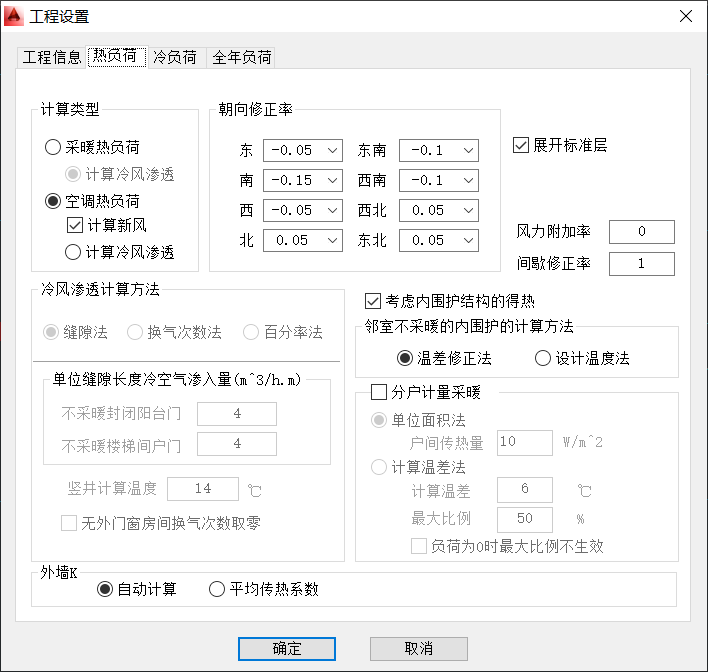 工程设置
工程信息 热负荷 冷负荷 全年负荷
计算类型
采暖热负荷
计算冷风渗透
空调热负荷
计算新风
计算冷风渗透
朝向修正率
东 -0.05 东南 -0.1
南 -0.15 西南 -0.1
西 -0.05 西北 0.05
北 0.05 东北 0.05
展开标准层
风力附加率 0
间歇修正率 1
冷风渗透计算方法
缝隙法 换气次数法 百分率法
单位缝隙长度冷空气渗入量(m^3/h.m)
不采暖封闭阳台门 4
不采暖楼梯间户门 4
竖井计算温度 14 ℃
无外门窗房间换气次数取零
考虑内围护结构的得热
邻室不采暖的内围护的计算方法
温差修正法 设计温度法
分户计量采暖
单位面积法
户间传热量 10 W/m^2
计算温差法
计算温差 6 ℃
最大比例 50 %
负荷为0时最大比例不生效
外墙K
自动计算 平均传热系数
确定 取消